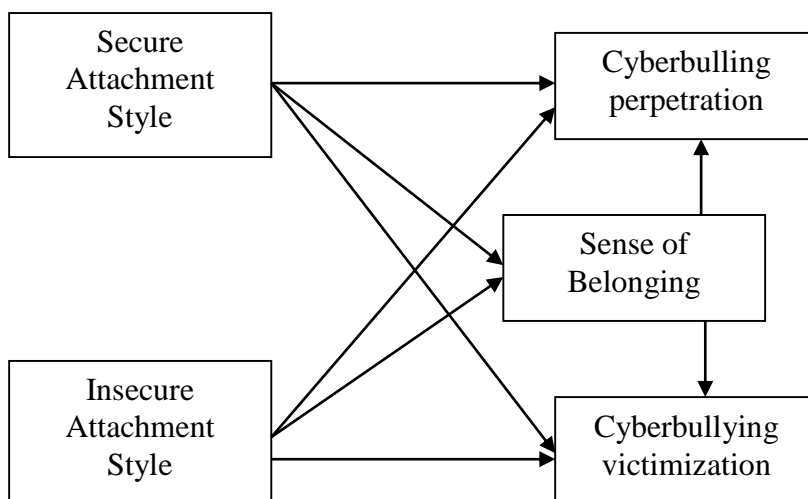 Secure
Attachment
Style
Cyberbulling
perpetration
Sense of
Belonging
Insecure
Attachment
Style
Cyberbullying
victimization